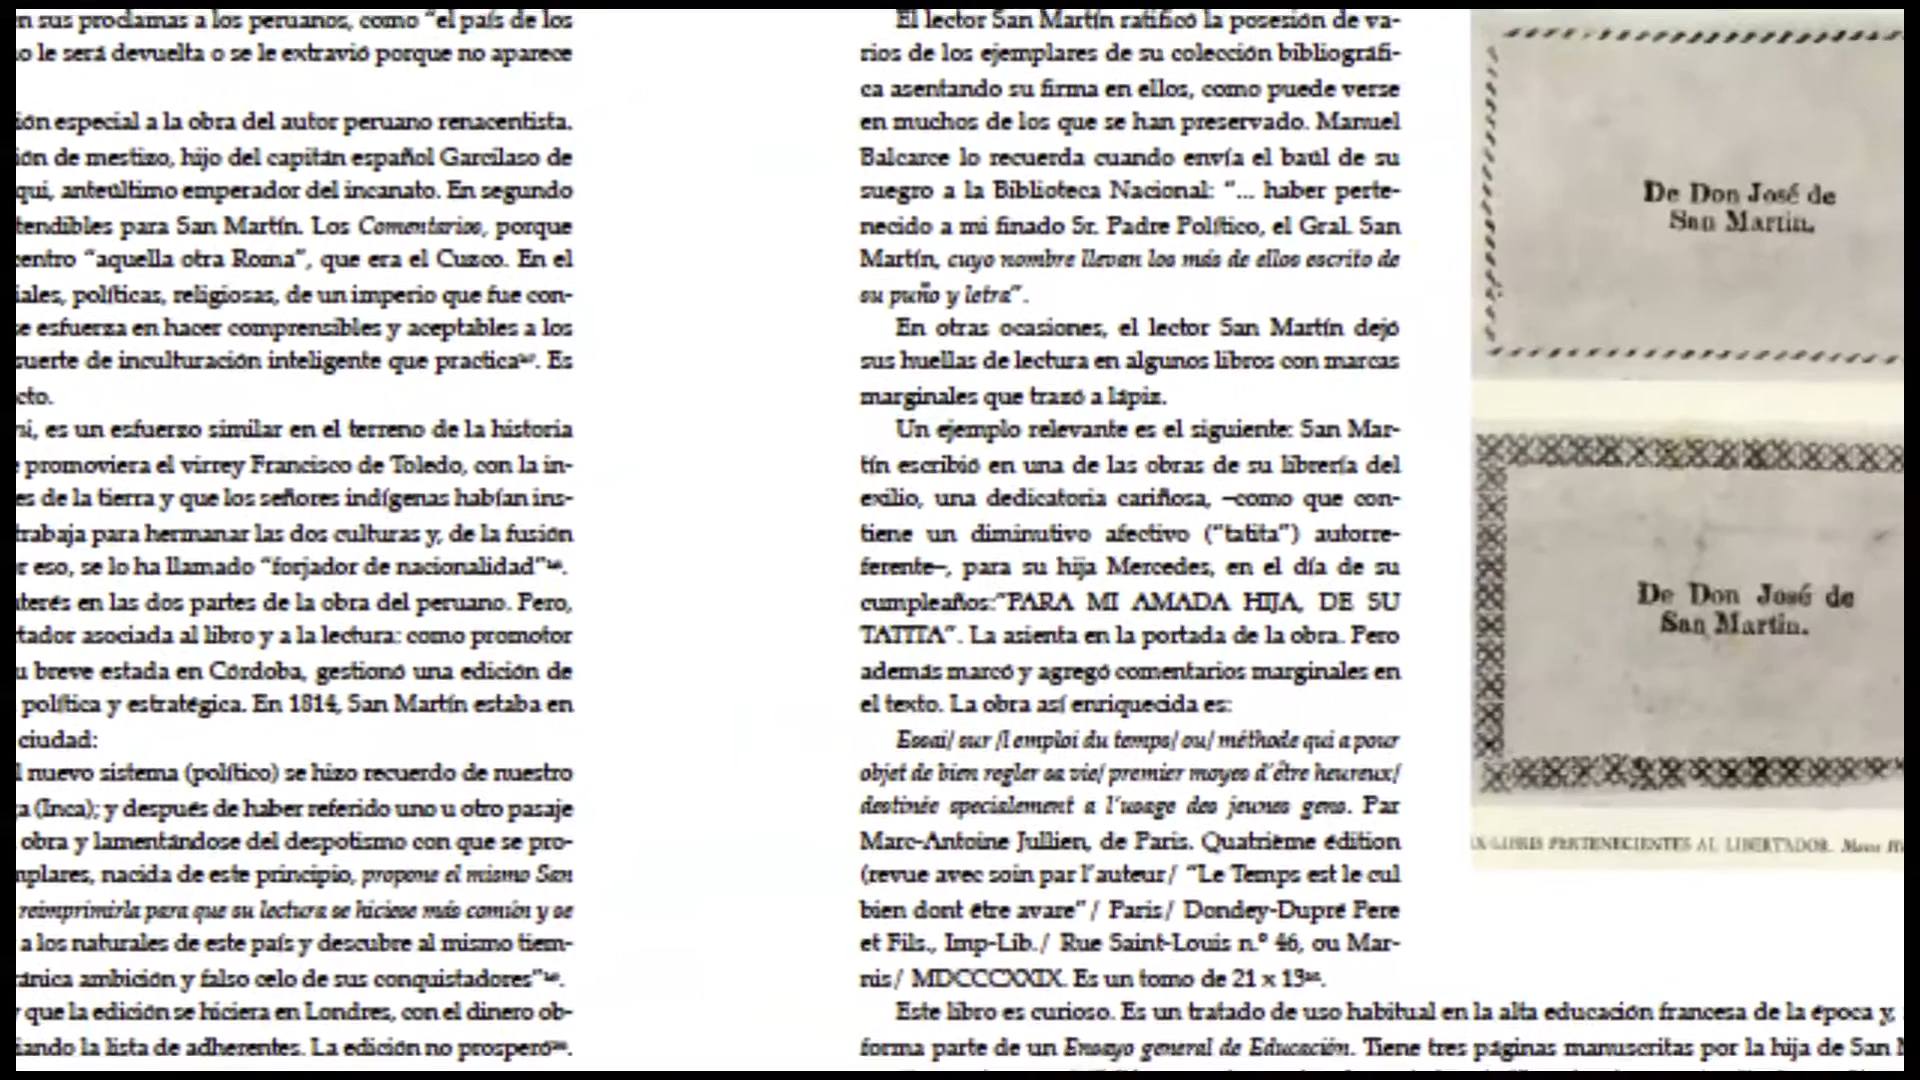 n sus proclamas a los peruanos, como “el país de los
o le será devuelta o se le extravió porque no aparece
ión especial a la obra del autor peruano renacentista.
ión de mestizo, hijo del capitán español Garcilaso de
qui, anteúltimo emperador del incanato. En segundo
tendibles para San Martín. Los Comentarios, porque
centro “aquella otra Roma”, que era el Cuzco. En el
iales, políticas, religiosas, de un imperio que fue con-
se esfuerza en hacer comprensibles y aceptables a los
suerte de inculturación inteligente que practica. Es
cto.
ní, es un esfuerzo similar en el terreno de la historia
e promoviera el virrey Francisco de Toledo, con la in-
es de la tierra y que los señores indígenas habían ins-
trabaja para hermanar las dos culturas y, de la fusión
r eso, se lo ha llamado “forjador de nacionalidad”.
nterés en las dos partes de la obra del peruano. Pero,
tador asociada al libro y a la lectura: como promotor
u breve estada en Córdoba, gestionó una edición de
política y estratégica. En 1814, San Martín estaba en
ciudad:
l nuevo sistema (político) se hizo recuerdo de nuestro
a (Inca); y después de haber referido uno u otro pasaje
obra y lamentándose del despotismo con que se pro-
mplares, nacida de este principio, propone el mismo San
reimprimirla para que su lectura se hiciese más común y se
a los naturales de este país y descubre al mismo tiem-
ánica ambición y falso celo de sus conquistadores”.
que la edición se hiciera en Londres, con el dinero ob-
iando la lista de adherentes. La edición no prosperó.
El lector San Martín ratificó la posesión de va-
rios de los ejemplares de su colección bibliográfi-
ca asentando su firma en ellos, como puede verse
en muchos de los que se han preservado. Manuel
Balcarce lo recuerda cuando envía el baúl de su
suegro a la Biblioteca Nacional: “... haber perte-
necido a mi finado Sr. Padre Político, el Gral. San
Martín, cuyo nombre llevan los más de ellos escrito de
su puño y letra”.
En otras ocasiones, el lector San Martín dejó
sus huellas de lectura en algunos libros con marcas
marginales que trazó a lápiz.
Un ejemplo relevante es el siguiente: San Mar-
tín escribió en una de las obras de su librería del
exilio, una dedicatoria cariñosa, –como que con-
tiene un diminutivo afectivo (“tatita”) autorre-
ferente–, para su hija Mercedes, en el día de su
cumpleaños:“PARA MI AMADA HIJA, DE SU
TATITA”. La asienta en la portada de la obra. Pero
además marcó y agregó comentarios marginales en
el texto. La obra así enriquecida es:
Essai/ sur /l emploi du temps/ ou/ méthode qui a pour
objet de bien regler sa vie/ premier moyes d´être heureux/
destinée specialement a l´usage des jeunes gens. Par
Marc-Antoine Jullien, de Paris. Quatrième édition
(revue avec soin par l´auteur/ “Le Temps est le cul
bien dont être avare”/ Paris/ Dondey-Dupré Pere
et Fils., Imp-Lib./ Rue Saint-Louis n.º 46, ou Mar-
nis/ MDCCCXXIX. Es un tomo de 21 x 13.
Este libro es curioso. Es un tratado de uso habitual en la alta educación francesa de la época y,
forma parte de un Ensayo general de Educación. Tiene tres páginas manuscritas por la hija de San
De Don José de
San Martin.
De Don José de
San Martin.
X-LIBRIS PERTENECIENTES AL LIBERTADOR.